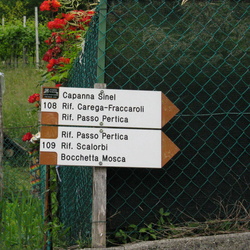 Capanna Sinel
108 Rif. Carega-Fraccaroli
Rif. Passo Pertica
Rif. Passo Pertica
109 Rif. Scalorbi
Bocchetta Mosca